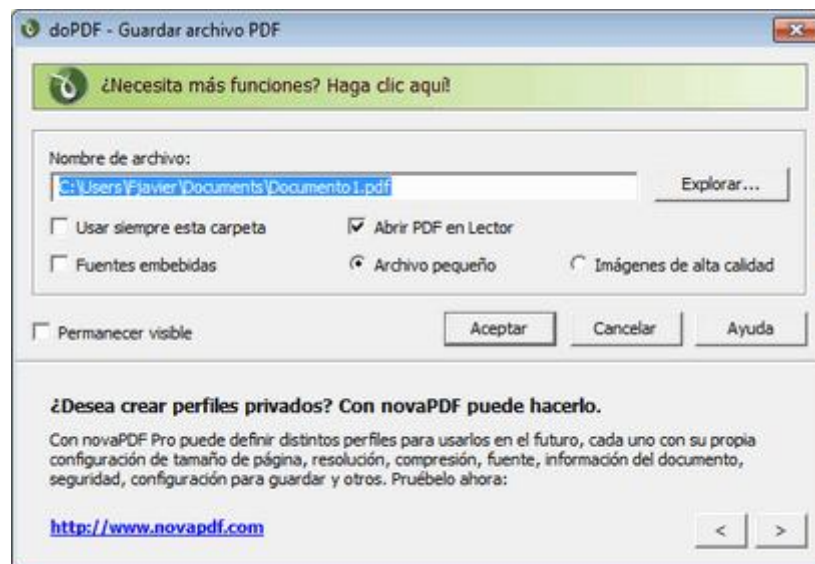 doPDF - Guardar archivo PDF
¿Necesita más funciones? Haga clic aquí!
Nombre de archivo:
C:\Users\Fjavier\Documents\Documento1.pdf
Explorar...
Usar siempre esta carpeta
Abrir PDF en Lector
Fuentes embebidas
Archivo pequeño
Imágenes de alta calidad
Permanecer visible
Aceptar
Cancelar
Ayuda
¿Desea crear perfiles privados? Con novaPDF puede hacerlo.
Con novaPDF Pro puede definir distintos perfiles para usarlos en el futuro, cada uno con su propia
configuración de tamaño de página, resolución, compresión, fuente, información del documento,
seguridad, configuración para guardar y otros. Pruébelo ahora:
http://www.novapdf.com
< >